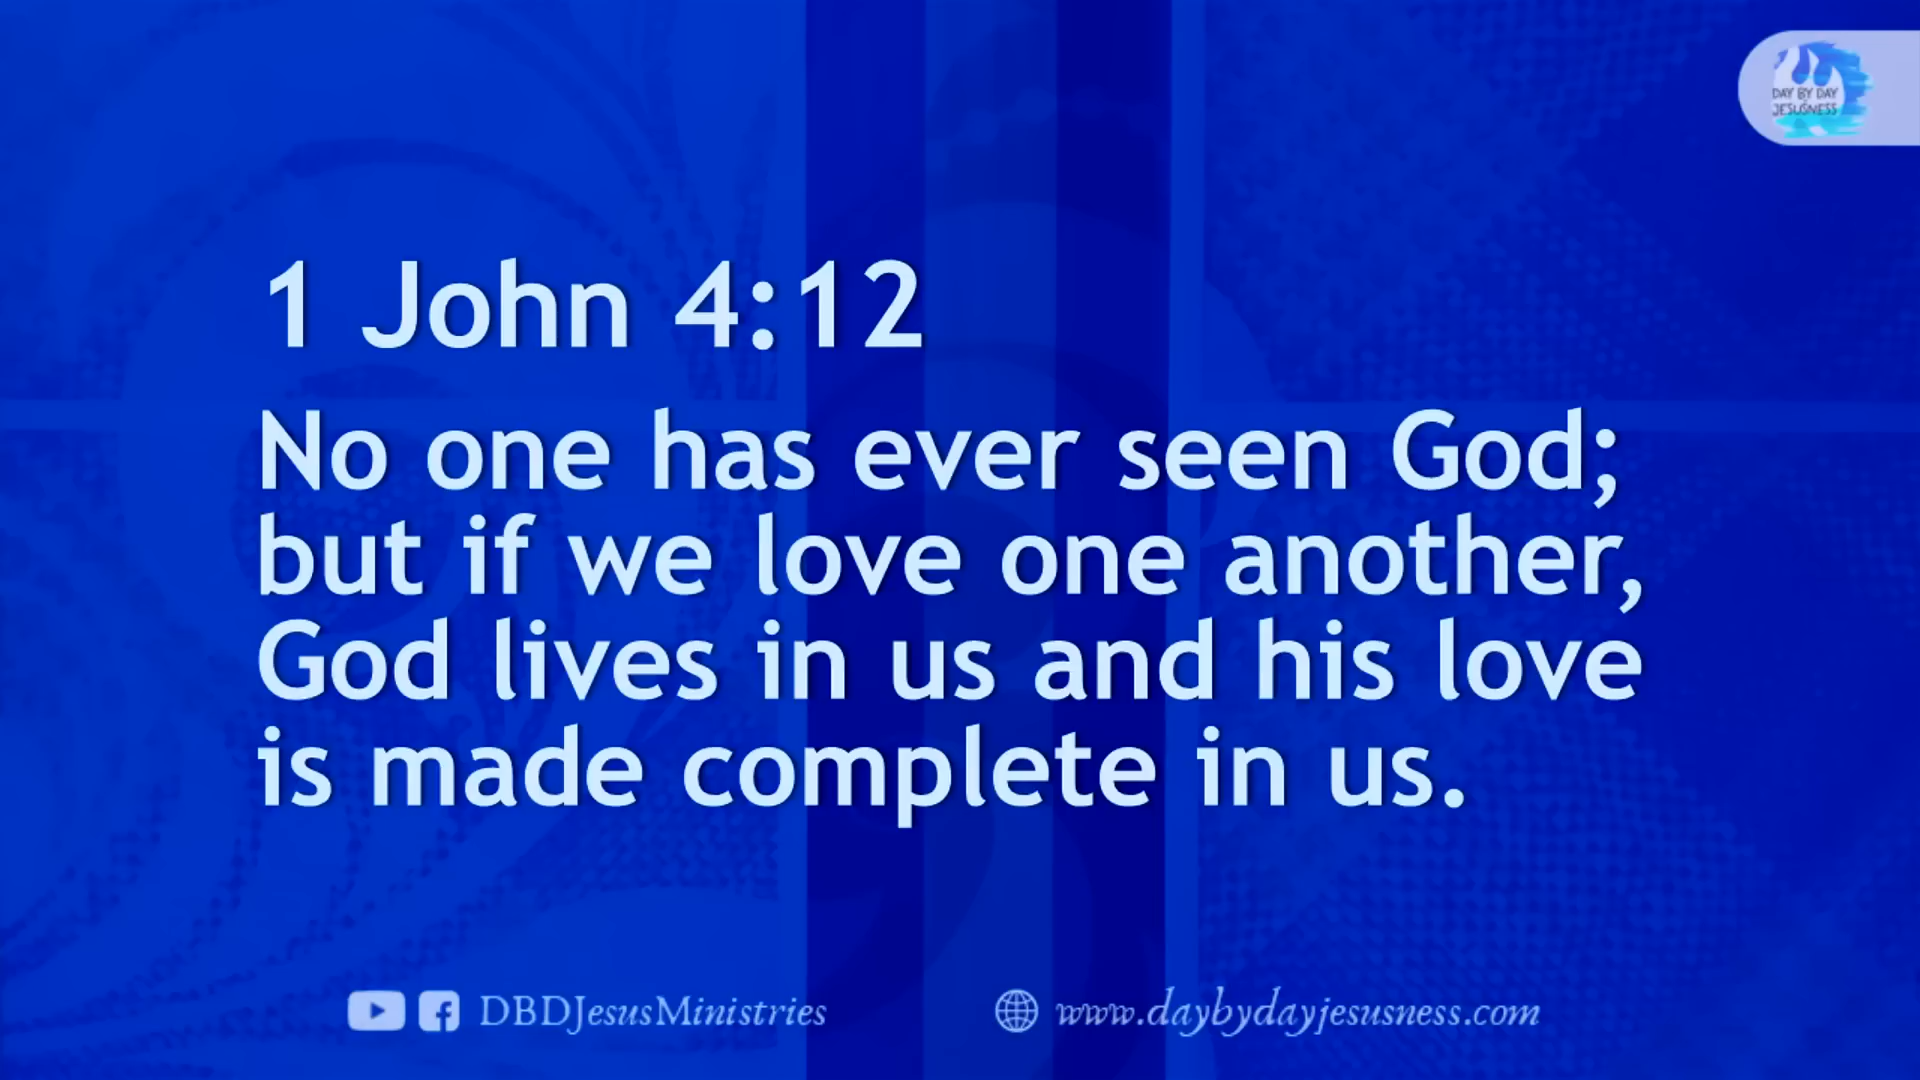 DAY BY DAY
JESUSNESS
1 John 4:12
No one has ever seen God;
but if we love one another,
God lives in us and his love
is made complete in us.
DBDJesusMinistries
www.daybydayjesusness.com